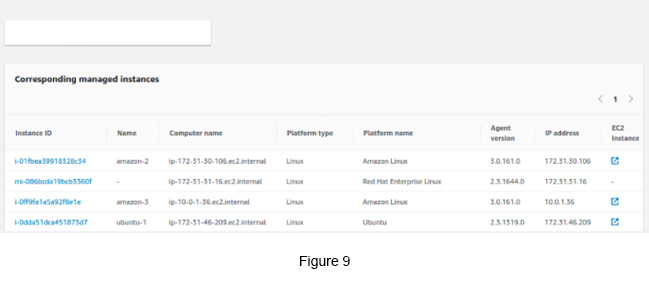 Corresponding managed instances
1
Instance ID Name Computer name Platform type Platform name Agent version IP address EC2 Instance
i-01fbea39918328c34 amazon-2 ip-172-31-30-106.ec2.internal Linux Amazon Linux 3.0.161.0 172.31.30.106
mi-086bcda19bcb3360f - ip-172-31-31-16.ec2.internal Linux Red Hat Enterprise Linux 2.3.1644.0 172.31.31.16 -
i-0ff9fa1a5a92f8e1e amazon-3 ip-10-0-1-36.ec2.internal Linux Amazon Linux 3.0.161.0 10.0.1.36
i-0dda51dca451873d7 ubuntu-1 ip-172-31-46-209.ec2.internal Linux Ubuntu 2.3.1319.0 172.31.46.209
Figure 9